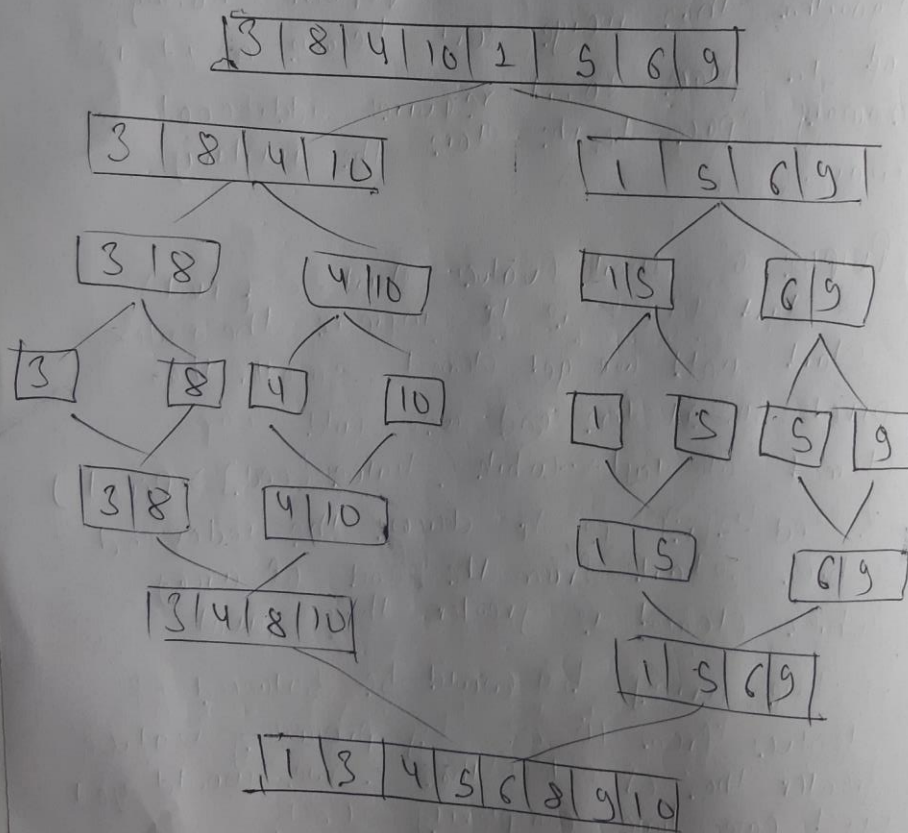 3 | 8 | 4 | 10 | 1 | 5 | 6 | 9
3 | 8 | 4 | 10
1 | 5 | 6 | 9
3 | 8
4 | 10
1 | 5
6 | 9
3
8
4
10
1
5
5
9
3 | 8
4 | 10
1 | 5
6 | 9
3 | 4 | 8 | 10
1 | 5 | 6 | 9
1 | 3 | 4 | 5 | 6 | 8 | 9 | 10